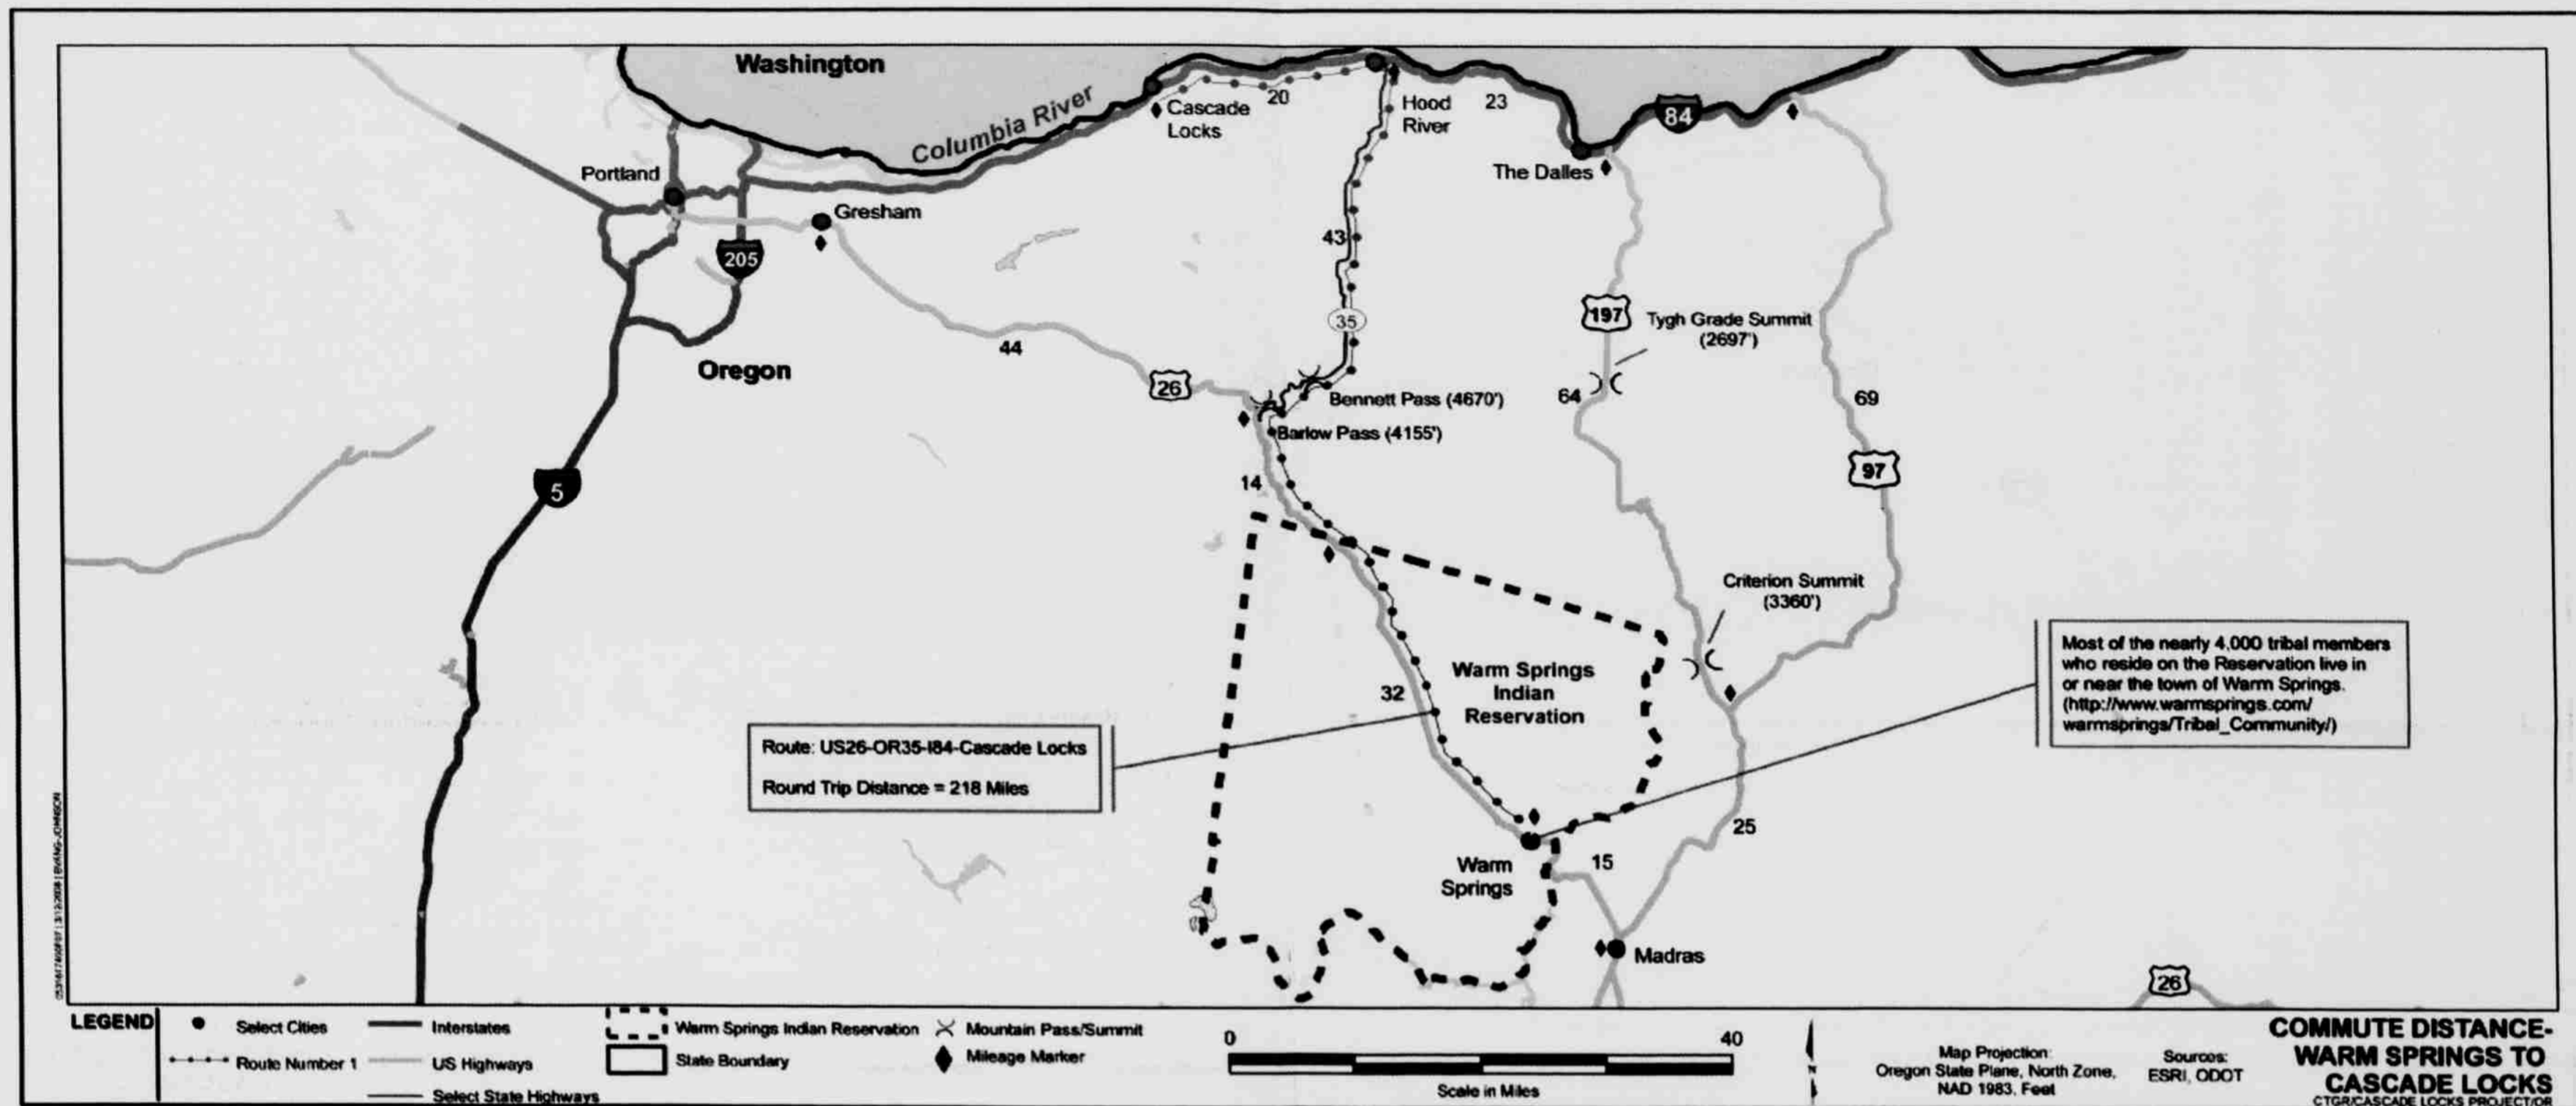 Washington
Columbia River
Cascade
Locks
20
Hood
River
23
84
The Dalles
Portland
Gresham
205
43
35
197
Tygh Grade Summit
(2697')
Oregon
44
26
Bennett Pass (4670')
Barlow Pass (4155')
64
69
97
5
14
Criterion Summit
(3360')
Warm Springs
Indian
Reservation
32
Most of the nearly 4,000 tribal members
who reside on the Reservation live in
or near the town of Warm Springs.
(http://www.warmsprings.com/
warmsprings/Tribal_Community/)
Route: US26-OR35-I84-Cascade Locks
Round Trip Distance = 218 Miles
25
15
Warm
Springs
Madras
26
LEGEND
Select Cities
Interstates
Warm Springs Indian Reservation
Mountain Pass/Summit
Route Number 1
US Highways
State Boundary
Mileage Marker
Select State Highways
0 40
Scale in Miles
N
Map Projection:
Oregon State Plane, North Zone,
NAD 1983, Feet
Sources:
ESRI, ODOT
COMMUTE DISTANCE-
WARM SPRINGS TO
CASCADE LOCKS
CTGR/CASCADE LOCKS PROJECT/OR